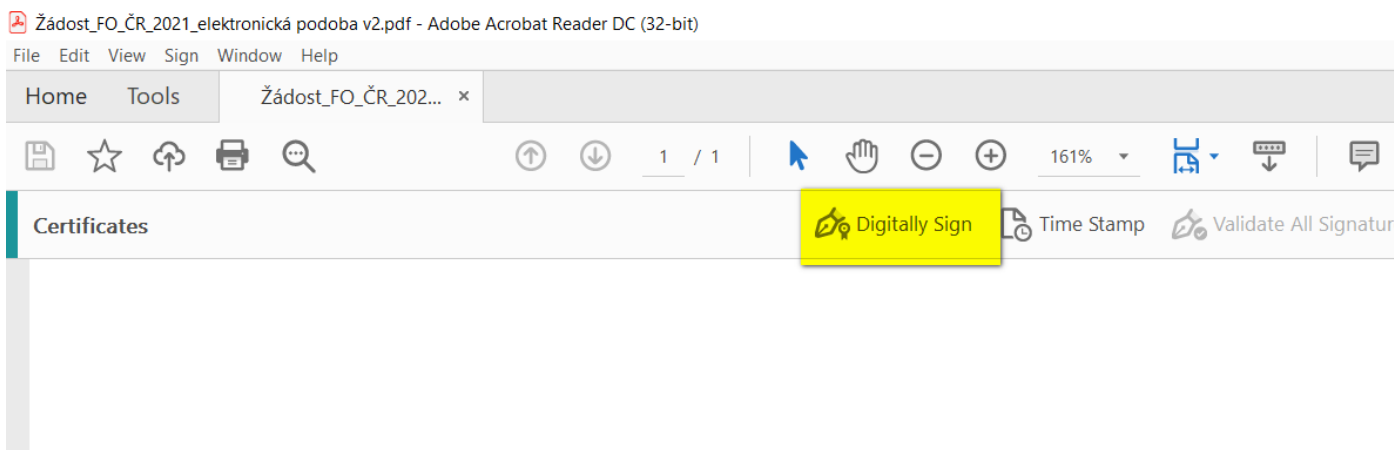 Žádost_FO_ČR_2021_elektronická podoba v2.pdf - Adobe Acrobat Reader DC (32-bit)
File Edit View Sign Window Help
Home Tools Žádost_FO_ČR_202... ×
1 / 1 161%
Certificates Digitally Sign Time Stamp Validate All Signatur